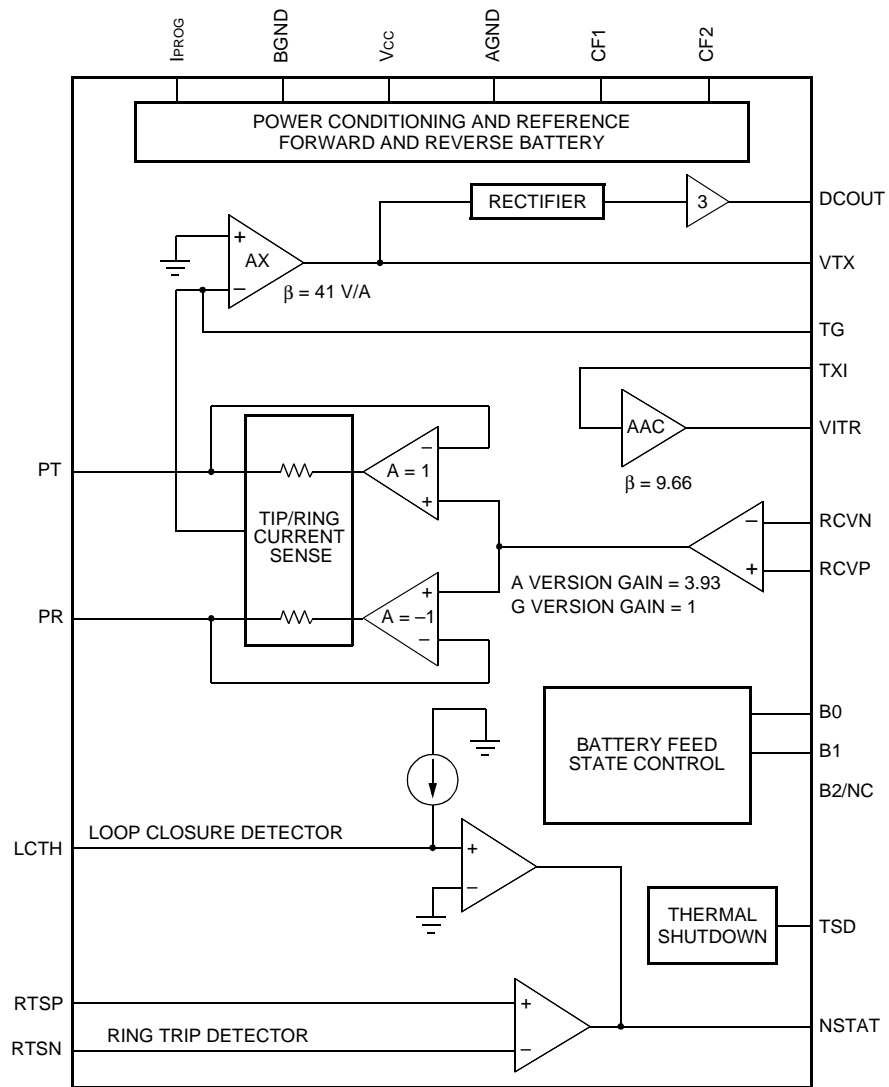 IPROG
BGND
VCC
AGND
CF1
CF2
POWER CONDITIONING AND REFERENCE
FORWARD AND REVERSE BATTERY
RECTIFIER
3
DCOUT
+
AX
−
β = 41 V/A
VTX
TG
TXI
AAC
VITR
β = 9.66
PT
−
A = 1
+
TIP/RING
CURRENT
SENSE
−
RCVN
+
RCVP
A VERSION GAIN = 3.93
G VERSION GAIN = 1
PR
+
A = −1
−
BATTERY FEED
STATE CONTROL
B0
B1
B2/NC
LCTH
LOOP CLOSURE DETECTOR
+
−
THERMAL
SHUTDOWN
TSD
RTSP
+
RTSN
RING TRIP DETECTOR
−
NSTAT